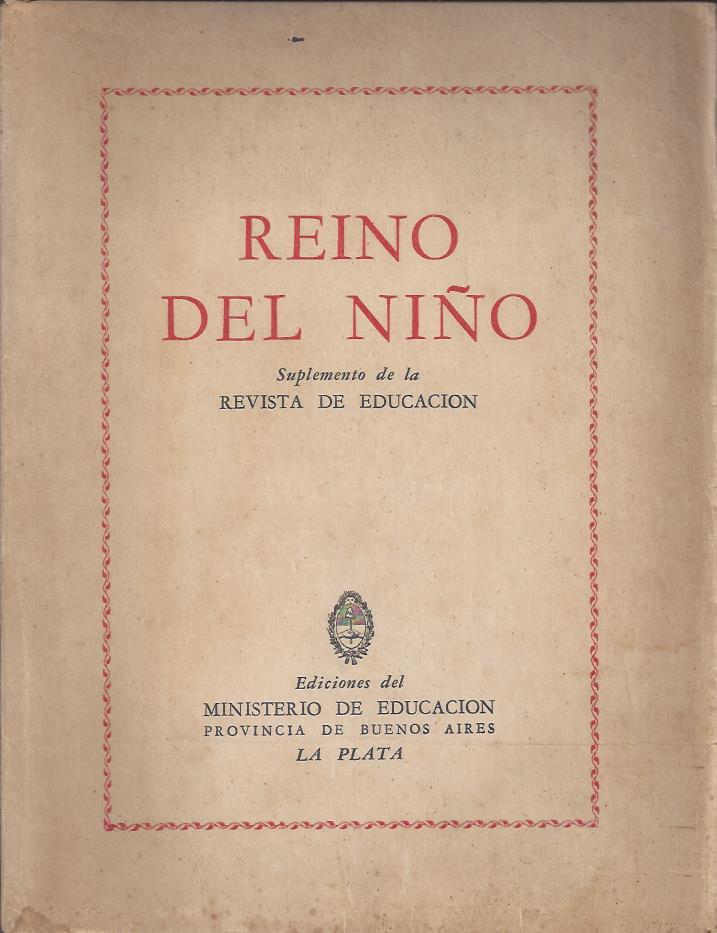 REINO
DEL NIÑO
Suplemento de la
REVISTA DE EDUCACION
Ediciones del
MINISTERIO DE EDUCACION
PROVINCIA DE BUENOS AIRES
LA PLATA